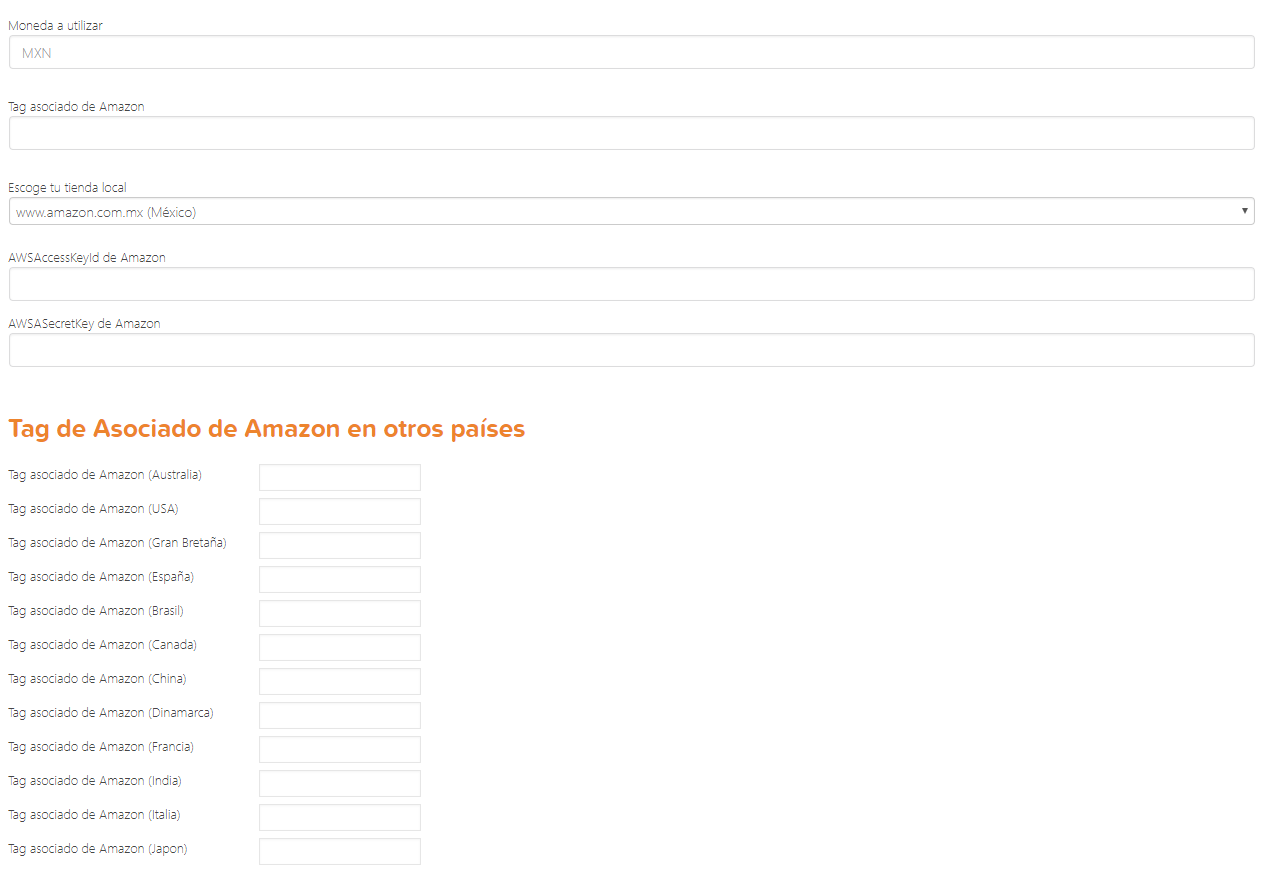 Moneda a utilizar
MXN
Tag asociado de Amazon
Escoge tu tienda local
www.amazon.com.mx (México)
AWSAccessKeyId de Amazon
AWSASecretKey de Amazon
Tag de Asociado de Amazon en otros países
Tag asociado de Amazon (Australia)
Tag asociado de Amazon (USA)
Tag asociado de Amazon (Gran Bretaña)
Tag asociado de Amazon (España)
Tag asociado de Amazon (Brasil)
Tag asociado de Amazon (Canada)
Tag asociado de Amazon (China)
Tag asociado de Amazon (Dinamarca)
Tag asociado de Amazon (Francia)
Tag asociado de Amazon (India)
Tag asociado de Amazon (Italia)
Tag asociado de Amazon (Japon)